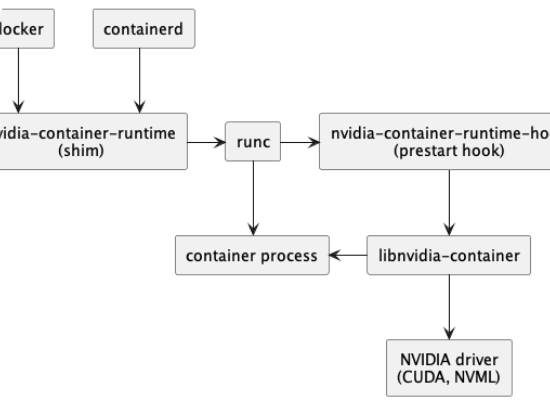 locker
containerd
vidia-container-runtime
(shim)
runc
nvidia-container-runtime-ho
(prestart hook)
container process
libnvidia-container
NVIDIA driver
(CUDA, NVML)